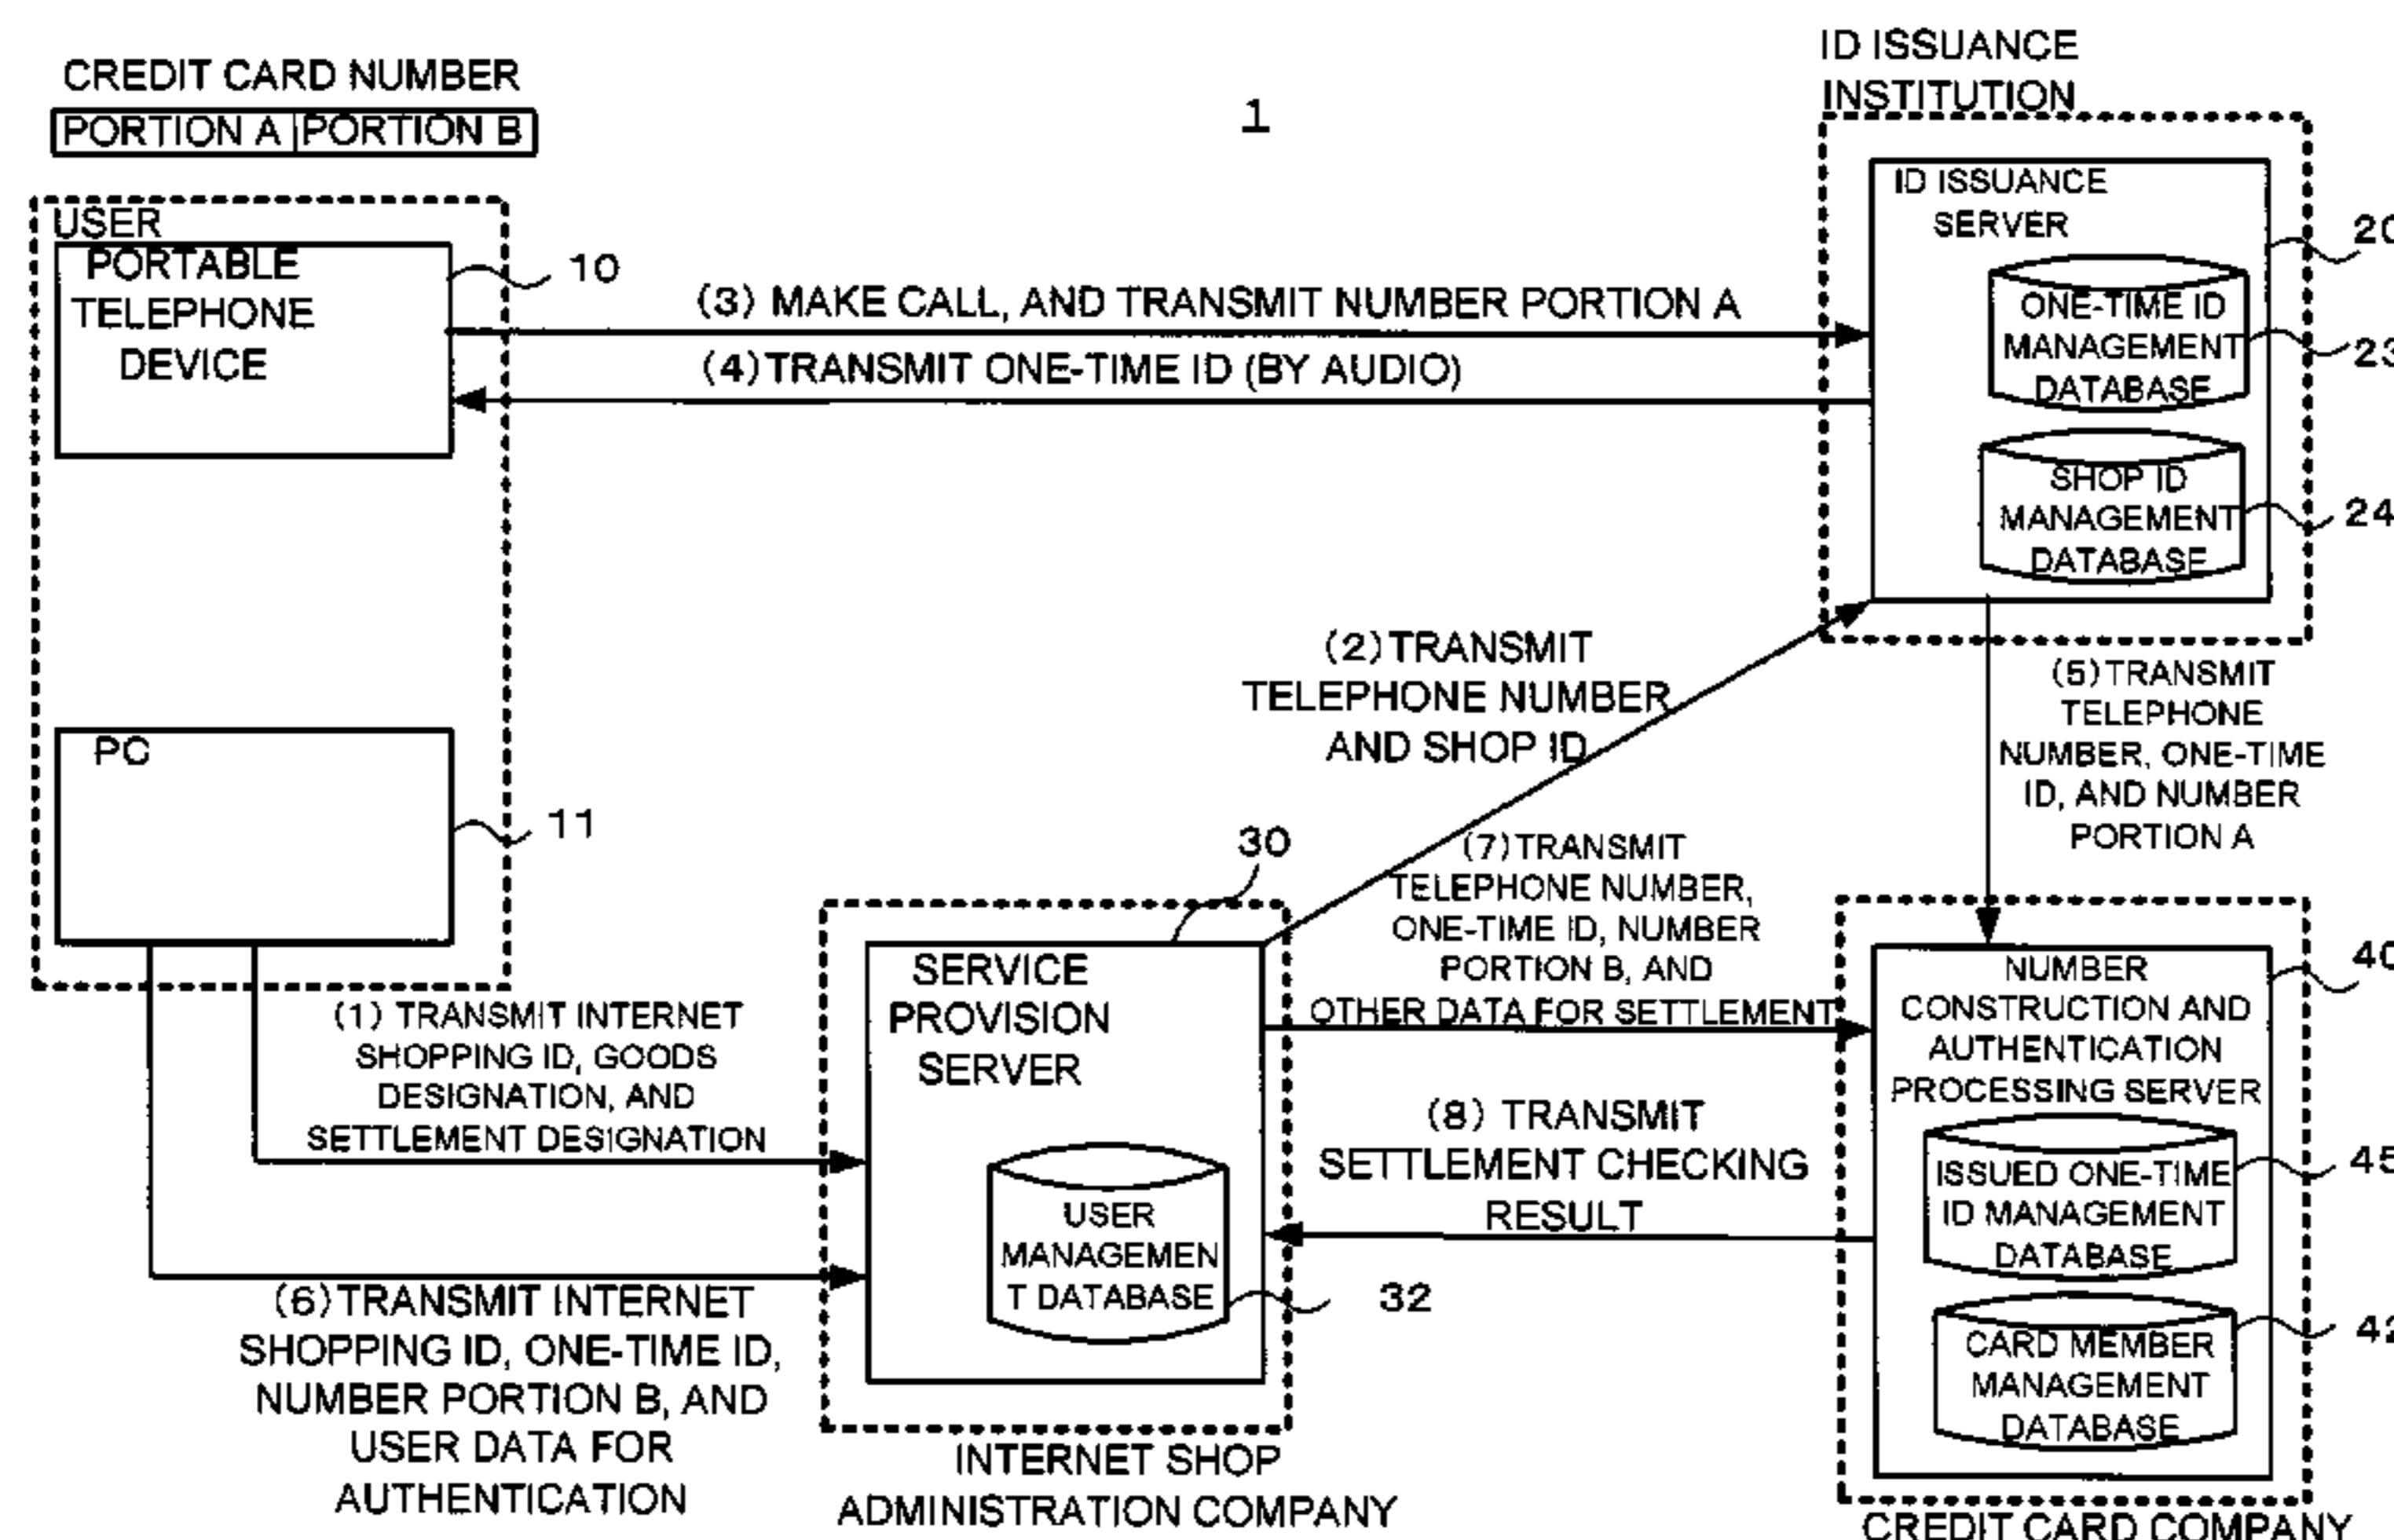 CREDIT CARD NUMBER
PORTION A PORTION B
1
ID ISSUANCE
INSTITUTION
USER
PORTABLE
TELEPHONE
DEVICE
10
(3) MAKE CALL, AND TRANSMIT NUMBER PORTION A
(4) TRANSMIT ONE-TIME ID (BY AUDIO)
ID ISSUANCE
SERVER
20
ONE-TIME ID
MANAGEMENT
DATABASE
23
SHOP ID
MANAGEMENT
DATABASE
24
(2) TRANSMIT
TELEPHONE NUMBER
AND SHOP ID
(5) TRANSMIT
TELEPHONE
NUMBER, ONE-TIME
ID, AND NUMBER
PORTION A
PC
11
30
(7) TRANSMIT
TELEPHONE NUMBER,
ONE-TIME ID, NUMBER
PORTION B, AND
OTHER DATA FOR SETTLEMENT
(1) TRANSMIT INTERNET
SHOPPING ID, GOODS
DESIGNATION, AND
SETTLEMENT DESIGNATION
SERVICE
PROVISION
SERVER
USER
MANAGEMEN
T DATABASE
32
(8) TRANSMIT
SETTLEMENT CHECKING
RESULT
NUMBER
CONSTRUCTION AND
AUTHENTICATION
PROCESSING SERVER
40
ISSUED ONE-TIME
ID MANAGEMENT
DATABASE
45
CARD MEMBER
MANAGEMENT
DATABASE
42
(6) TRANSMIT INTERNET
SHOPPING ID, ONE-TIME ID,
NUMBER PORTION B, AND
USER DATA FOR
AUTHENTICATION
INTERNET SHOP
ADMINISTRATION COMPANY
CREDIT CARD COMPANY